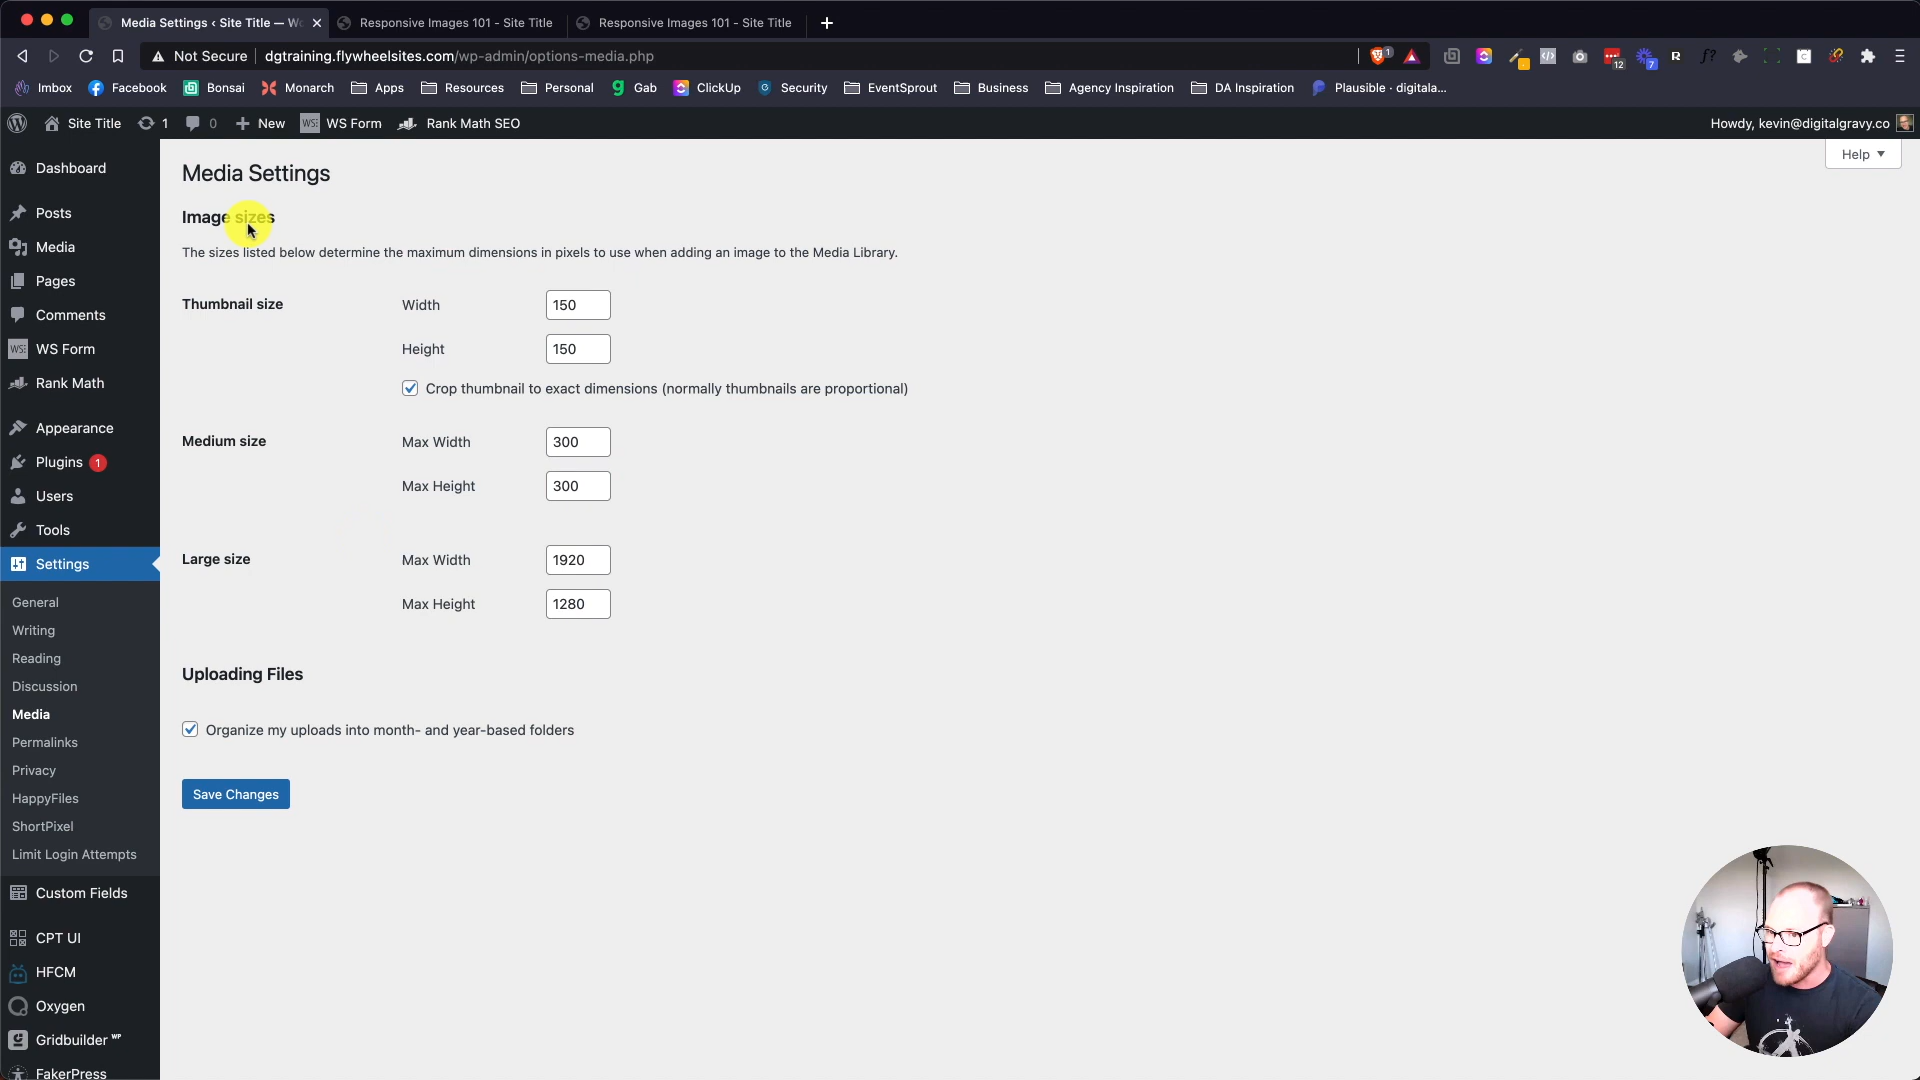 Media Settings ‹ Site Title — Wo
Responsive Images 101 - Site Title
Responsive Images 101 - Site Title
Not Secure
dgtraining.flywheelsites.com/wp-admin/options-media.php
1
12
7
R
f?
Inbox
Facebook
Bonsai
Monarch
Apps
Resources
Personal
Gab
ClickUp
Security
EventSprout
Business
Agency Inspiration
DA Inspiration
Plausible · digitala...
Site Title
1
0
New
WS
WS Form
Rank Math SEO
Howdy, kevin@digitalgravy.co
Help
Dashboard
Posts
Media
Pages
Comments
WS Form
Rank Math
Appearance
Plugins 1
Users
Tools
Settings
General
Writing
Reading
Discussion
Media
Permalinks
Privacy
HappyFiles
ShortPixel
Limit Login Attempts
Custom Fields
CPT UI
HFCM
Oxygen
Gridbuilder WP
FakerPress
Media Settings
Image sizes
The sizes listed below determine the maximum dimensions in pixels to use when adding an image to the Media Library.
Thumbnail size
Width 150
Height 150
Crop thumbnail to exact dimensions (normally thumbnails are proportional)
Medium size
Max Width 300
Max Height 300
Large size
Max Width 1920
Max Height 1280
Uploading Files
Organize my uploads into month- and year-based folders
Save Changes